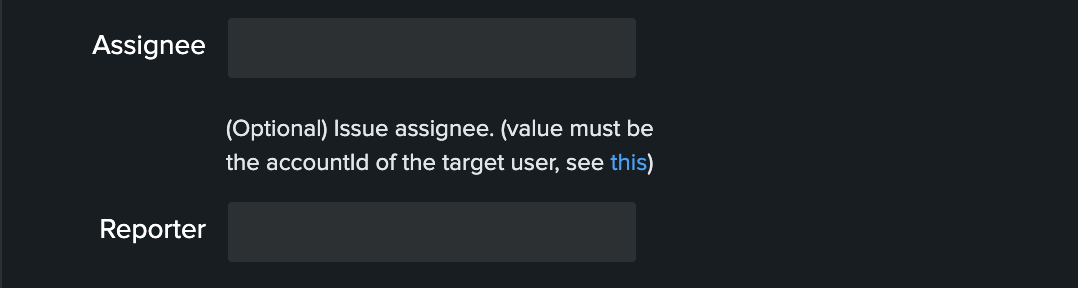 Assignee
(Optional) Issue assignee. (value must be
the accountId of the target user, see this)
Reporter